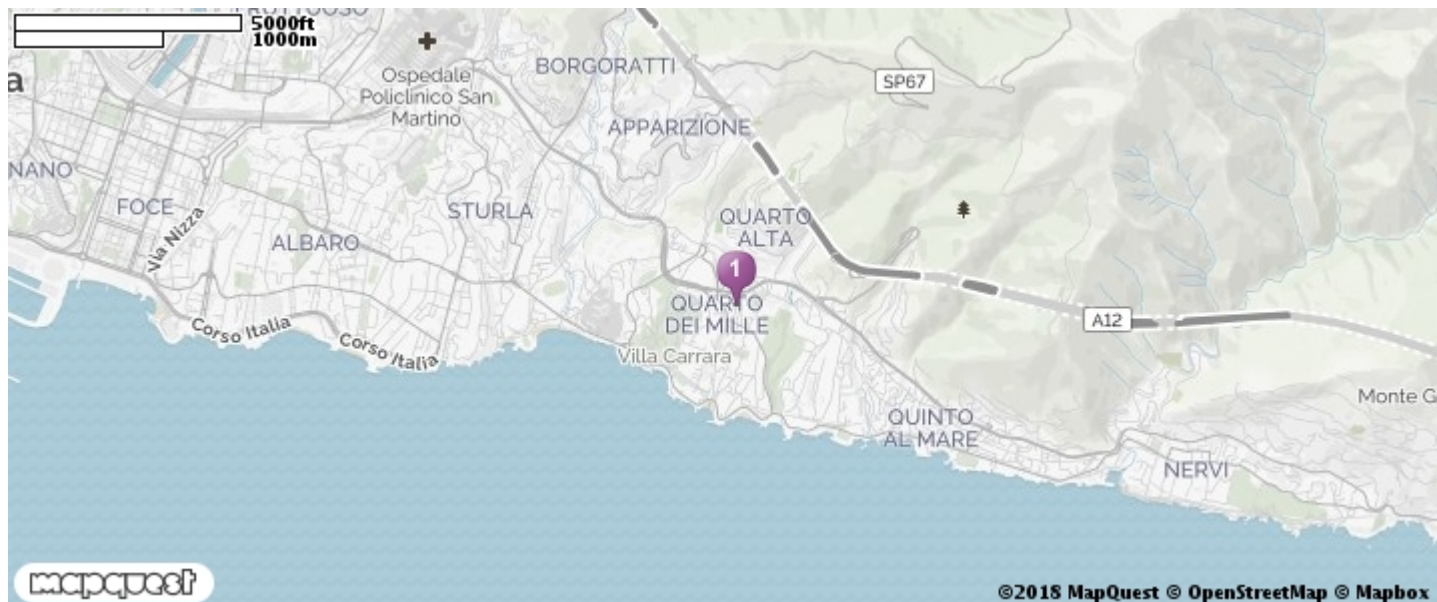 FRUTTUOSO
5000ft
1000m
a
Ospedale
Policlinico San
Martino
BORGORATTI
SP67
APPARIZIONE
NANO
FOCE
Via Nizza
ALBARO
STURLA
QUARTO
ALTA
1
QUARTO
DEI MILLE
A12
Corso Italia
Corso Italia
Villa Carrara
Monte G
QUINTO
AL MARE
NERVI
mapquest
©2018 MapQuest © OpenStreetMap © Mapbox